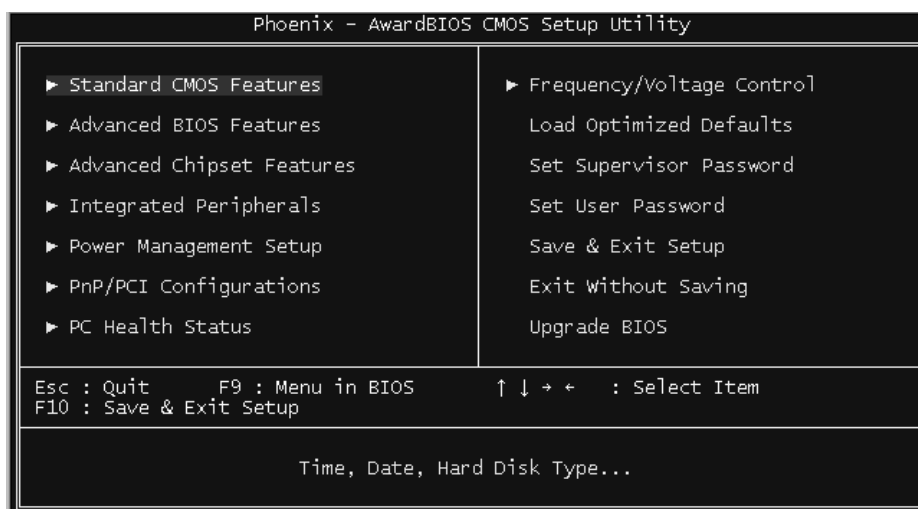 Phoenix - AwardBIOS CMOS Setup Utility
► Standard CMOS Features
► Advanced BIOS Features
► Advanced Chipset Features
► Integrated Peripherals
► Power Management Setup
► PnP/PCI Configurations
► PC Health Status
► Frequency/Voltage Control
Load Optimized Defaults
Set Supervisor Password
Set User Password
Save & Exit Setup
Exit Without Saving
Upgrade BIOS
Esc : Quit F9 : Menu in BIOS ↑ ↓ → ← : Select Item
F10 : Save & Exit Setup
Time, Date, Hard Disk Type...